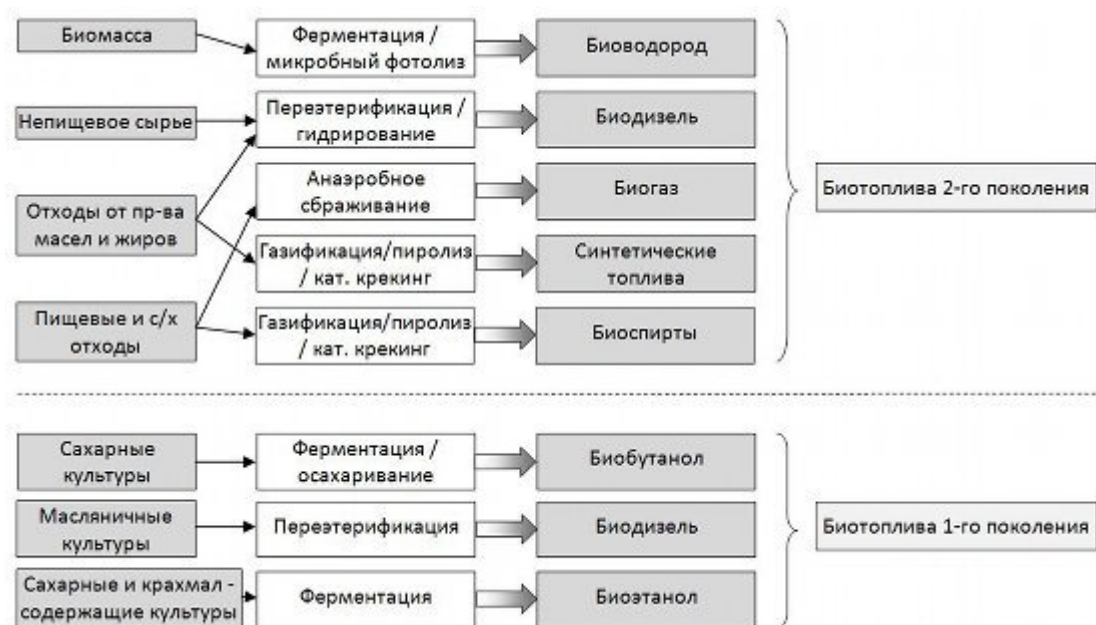 Биомасса
Ферментация /
микробный фотолиз
Биоводород
Непищевое сырье
Переэтерификация /
гидрирование
Биодизель
Анаэробное
сбраживание
Биогаз
Биотоплива 2-го поколения
Отходы от пр-ва
масел и жиров
Газификация/пиролиз
/ кат. крекинг
Синтетические
топлива
Пищевые и с/х
отходы
Газификация/пиролиз
/ кат. крекинг
Биоспирты
Сахарные
культуры
Ферментация /
осахаривание
Биобутанол
Масляничные
культуры
Переэтерификация
Биодизель
Биотоплива 1-го поколения
Сахарные и крахмал -
содержащие культуры
Ферментация
Биоэтанол